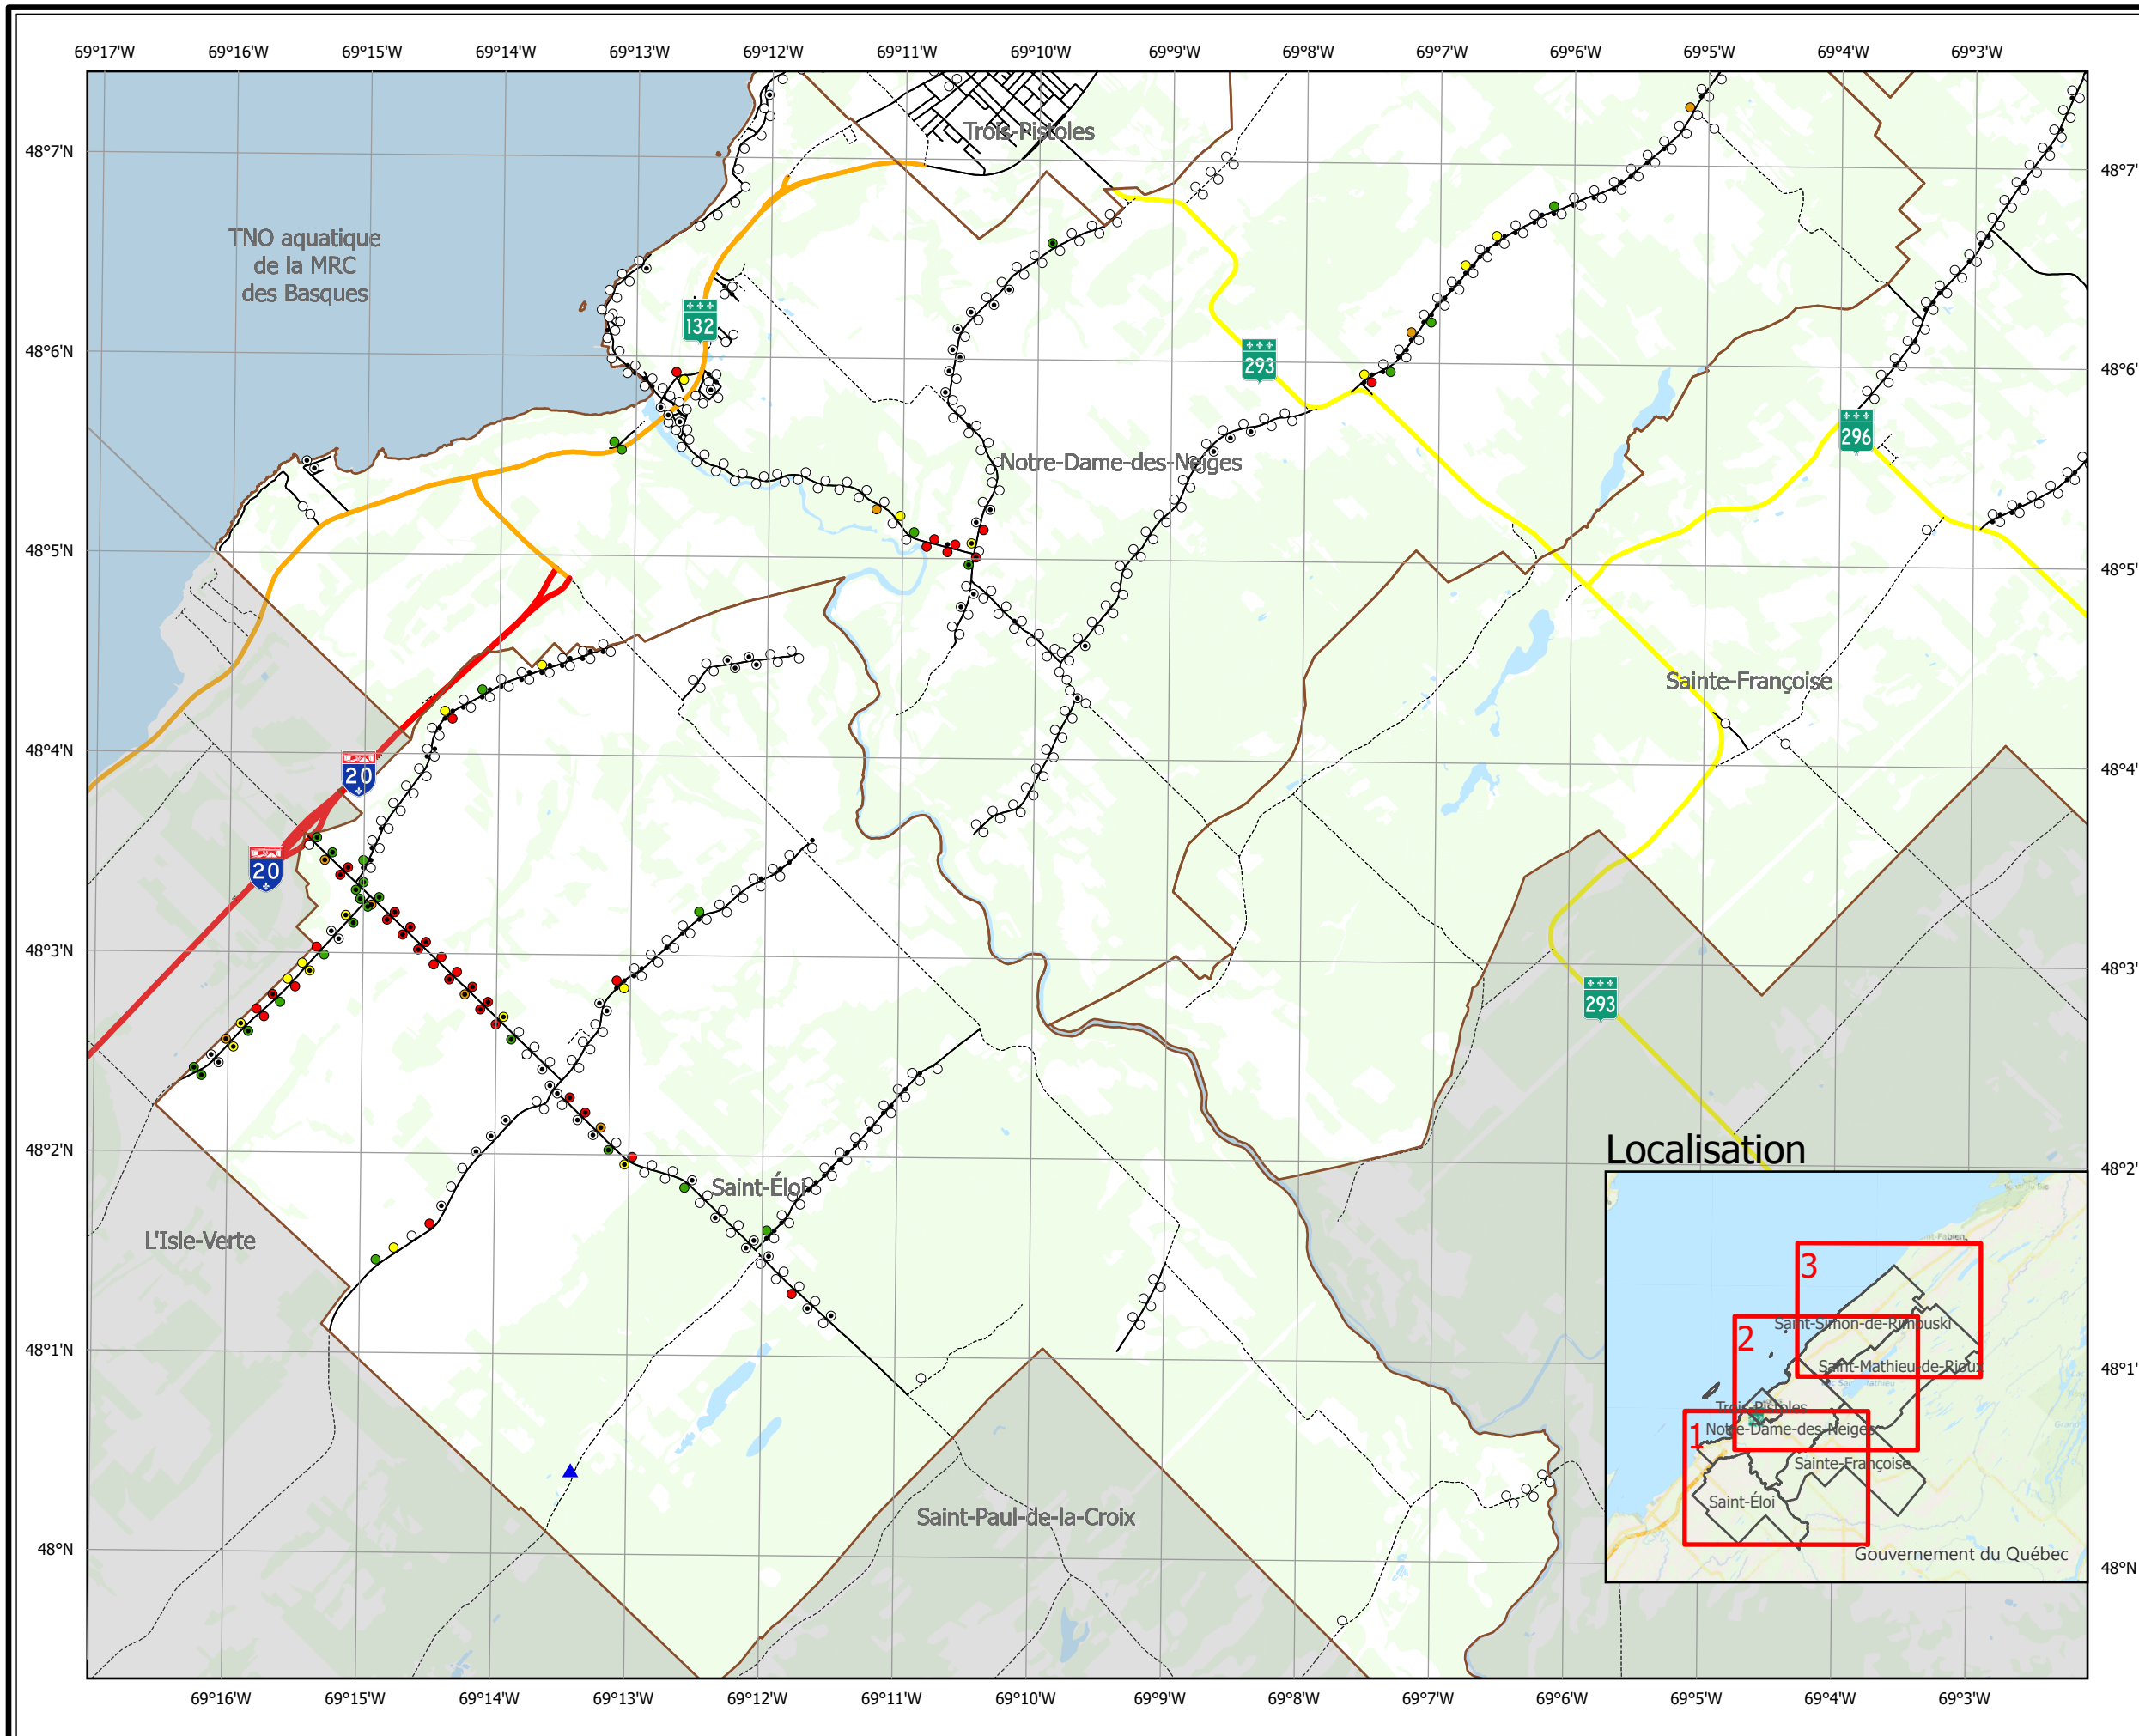 69°17'W 69°16'W 69°15'W 69°14'W 69°13'W 69°12'W 69°11'W 69°10'W 69°9'W 69°8'W 69°7'W 69°6'W 69°5'W 69°4'W 69°3'W
Trois-Pistoles
48°7'N 48°7'
TNO aquatique
de la MRC
des Basques
132
48°6'N 48°6'
293
296
Notre-Dame-des-Neiges
48°5'N 48°5'
Sainte-Françoise
48°4'N 48°4'
20
20
48°3'N 48°3'
293
48°2'N 48°2'
Localisation
Saint-Éloi
L'Isle-Verte
3
Saint-Simon-de-Rimouski
2
48°1'N 48°1'
Saint-Mathieu-de-Rioux
Trois-Pistoles
Notre-Dame-des-Neiges
1
Sainte-Françoise
Saint-Éloi
Saint-Paul-de-la-Croix
Gouvernement du Québec
48°N 48°N
69°16'W 69°15'W 69°14'W 69°13'W 69°12'W 69°11'W 69°10'W 69°9'W 69°8'W 69°7'W 69°6'W 69°5'W 69°4'W 69°3'W